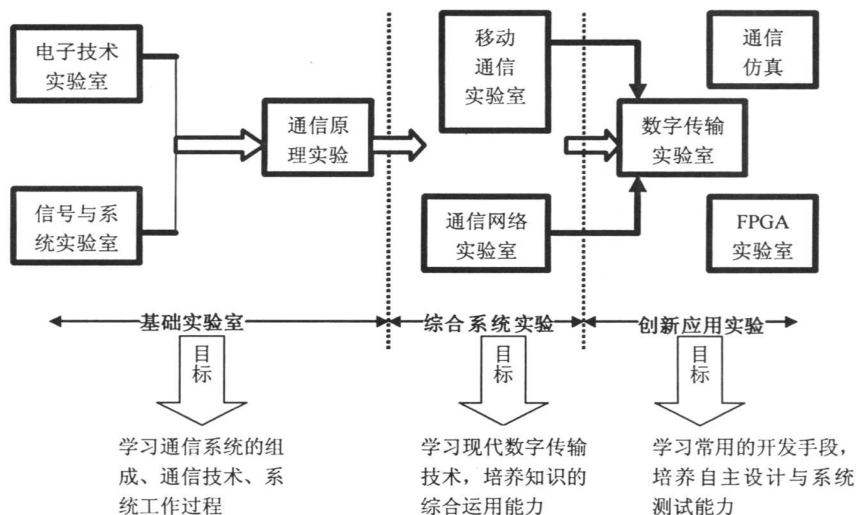 电子技术
实验室
信号与系
统实验室
通信原
理实验
移动
通信
实验室
通信网络
实验室
数字传输
实验室
通信
仿真
FPGA
实验室
基础实验室
综合系统实验
创新应用实验
目
标
目
标
目
标
学习通信系统的组
成、通信技术、系
统工作过程
学习现代数字传输
技术，培养知识的
综合运用能力
学习常用的开发手段，
培养自主设计与系统
测试能力